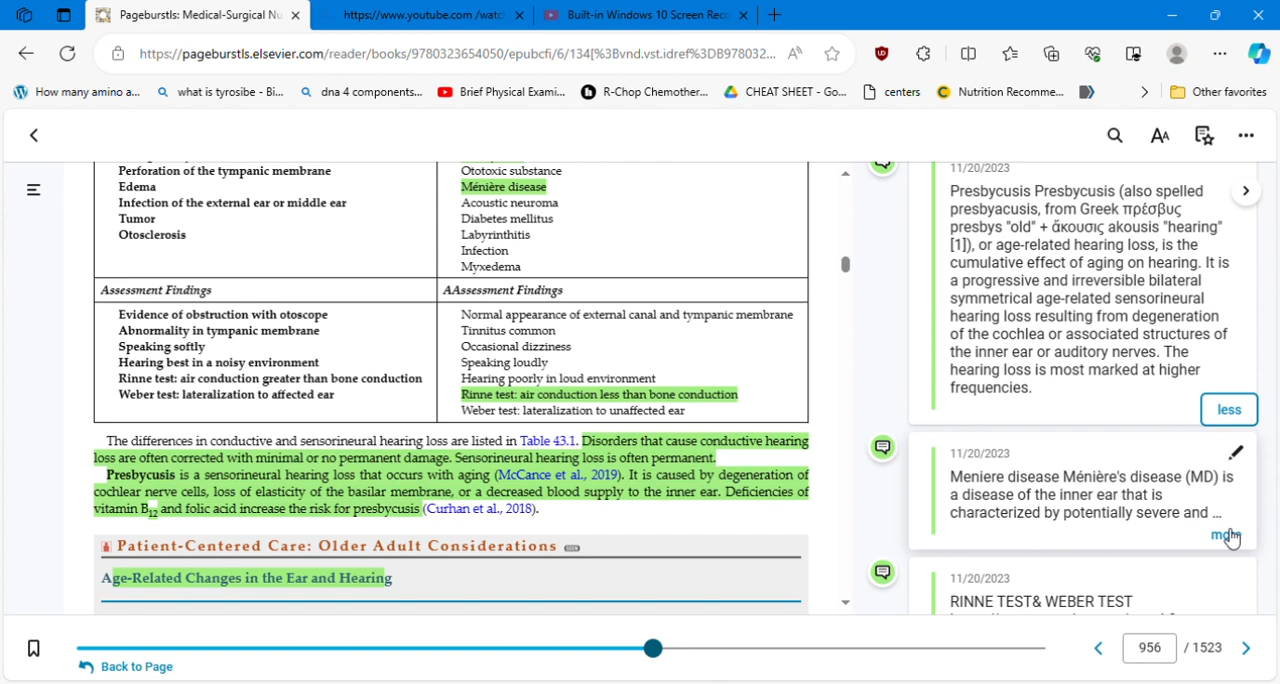 Pageburstls: Medical-Surgical Nu
https://www.youtube.com/watc
Built-in Windows 10 Screen Reco
https://pageburstls.elsevier.com/reader/books/9780323654050/epubcfi/6/134[%3Bvnd.vst.idref%3DB978032...
How many amino a...
what is tyrosibe - Bi...
dna 4 components...
Brief Physical Exami...
R-Chop Chemother...
CHEAT SHEET - Go...
centers
Nutrition Recomme...
Other favorites
Perforation of the tympanic membrane
Edema
Infection of the external ear or middle ear
Tumor
Otosclerosis
Ototoxic substance
Ménière disease
Acoustic neuroma
Diabetes mellitus
Labyrinthitis
Infection
Myxedema
Assessment Findings
AAssessment Findings
Evidence of obstruction with otoscope
Abnormality in tympanic membrane
Speaking softly
Hearing best in a noisy environment
Rinne test: air conduction greater than bone conduction
Weber test: lateralization to affected ear
Normal appearance of external canal and tympanic membrane
Tinnitus common
Occasional dizziness
Speaking loudly
Hearing poorly in loud environment
Rinne test: air conduction less than bone conduction
Weber test: lateralization to unaffected ear
The differences in conductive and sensorineural hearing loss are listed in Table 43.1. Disorders that cause conductive hearing
loss are often corrected with minimal or no permanent damage. Sensorineural hearing loss is often permanent.
Presbycusis is a sensorineural hearing loss that occurs with aging (McCance et al., 2019). It is caused by degeneration of
cochlear nerve cells, loss of elasticity of the basilar membrane, or a decreased blood supply to the inner ear. Deficiencies of
vitamin B12 and folic acid increase the risk for presbycusis (Curhan et al., 2018).
Patient-Centered Care: Older Adult Considerations
Age-Related Changes in the Ear and Hearing
11/20/2023
Presbycusis Presbycusis (also spelled
presbyacusis, from Greek πρέσβυς
presbys "old" + ἄκουσις akousis "hearing"
[1]), or age-related hearing loss, is the
cumulative effect of aging on hearing. It is
a progressive and irreversible bilateral
symmetrical age-related sensorineural
hearing loss resulting from degeneration
of the cochlea or associated structures of
the inner ear or auditory nerves. The
hearing loss is most marked at higher
frequencies.
less
11/20/2023
Meniere disease Ménière's disease (MD) is
a disease of the inner ear that is
characterized by potentially severe and ...
more
11/20/2023
RINNE TEST& WEBER TEST
Back to Page
956 / 1523